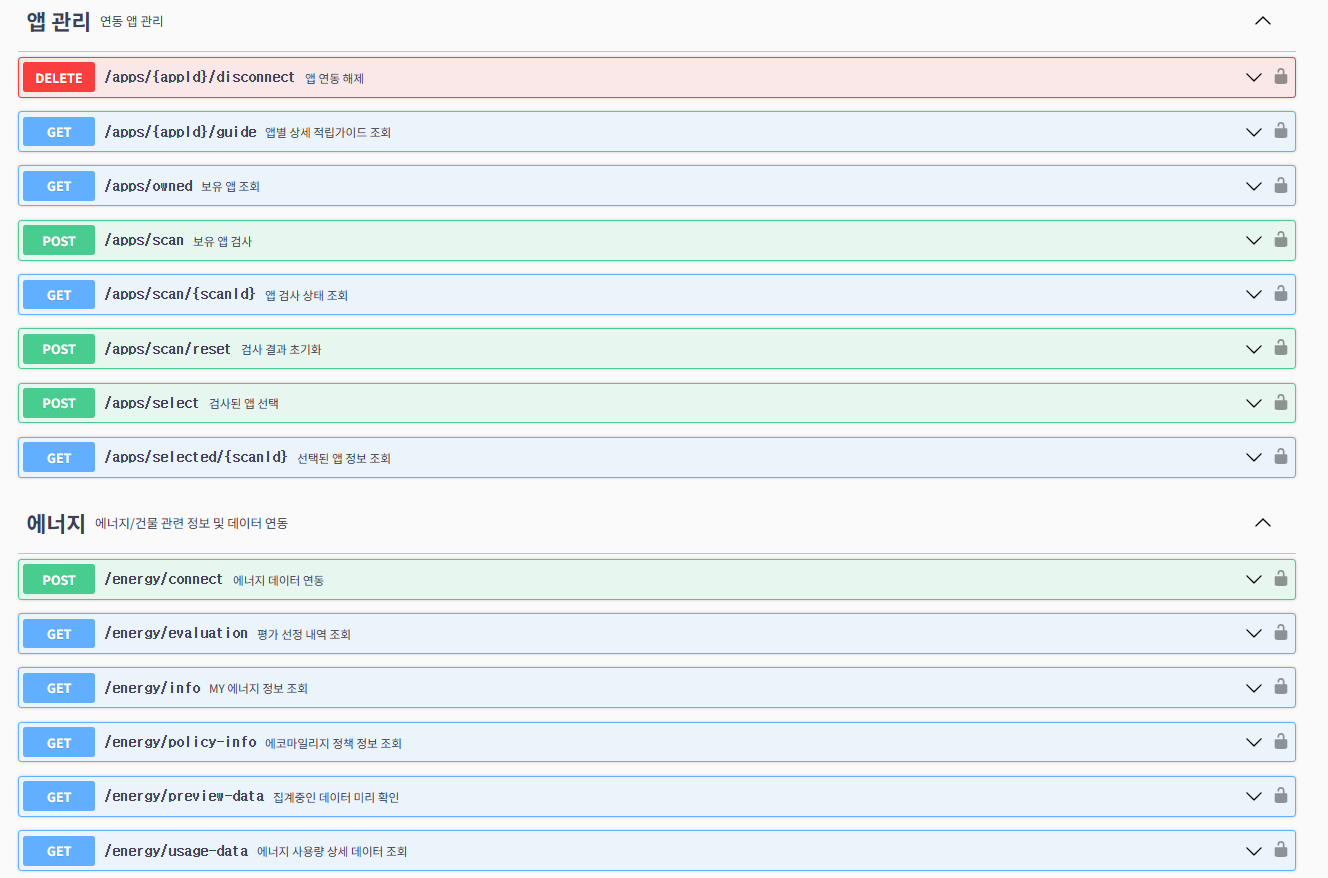 앱 관리 연동 앱 관리
DELETE /apps/{appId}/disconnect 앱 연동 해제
GET /apps/{appId}/guide 앱별 상세 적립가이드 조회
GET /apps/owned 보유 앱 조회
POST /apps/scan 보유 앱 검사
GET /apps/scan/{scanId} 앱 검사 상태 조회
POST /apps/scan/reset 검사 결과 초기화
POST /apps/select 검사된 앱 선택
GET /apps/selected/{scanId} 선택된 앱 정보 조회
에너지 에너지/건물 관련 정보 및 데이터 연동
POST /energy/connect 에너지 데이터 연동
GET /energy/evaluation 평가 선정 내역 조회
GET /energy/info MY 에너지 정보 조회
GET /energy/policy-info 에코마일리지 정책 정보 조회
GET /energy/preview-data 집계중인 데이터 미리 확인
GET /energy/usage-data 에너지 사용량 상세 데이터 조회